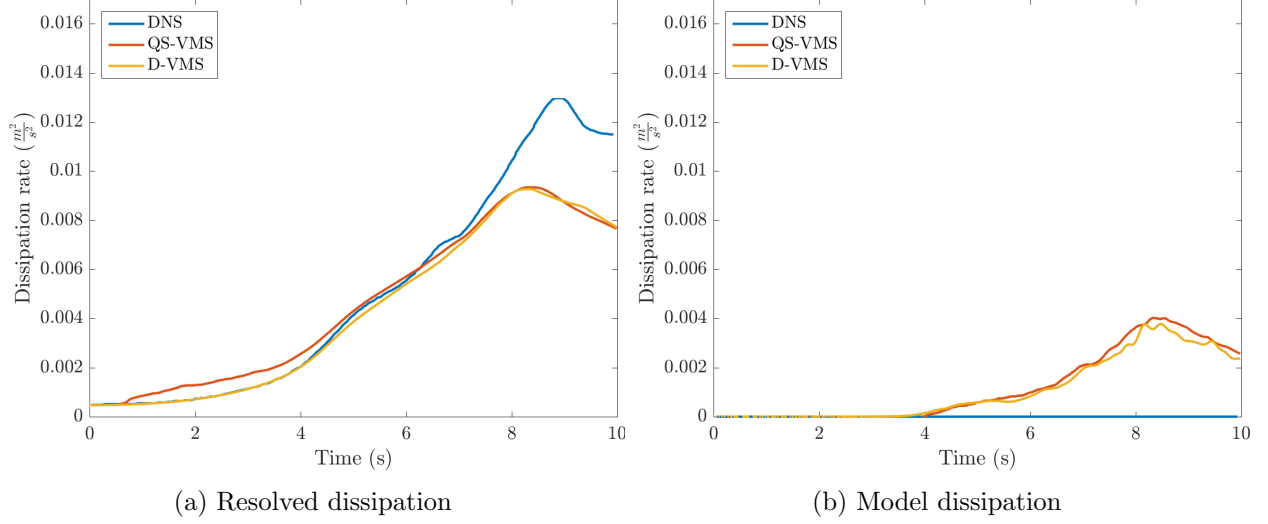 DNS
QS-VMS
D-VMS
0.016
0.014
0.012
0.01
0.008
0.006
0.004
0.002
0
Dissipation rate (m²/s²)
0 2 4 6 8 10
Time (s)
(a) Resolved dissipation
DNS
QS-VMS
D-VMS
0.016
0.014
0.012
0.01
0.008
0.006
0.004
0.002
0
Dissipation rate (m²/s²)
0 2 4 6 8 10
Time (s)
(b) Model dissipation